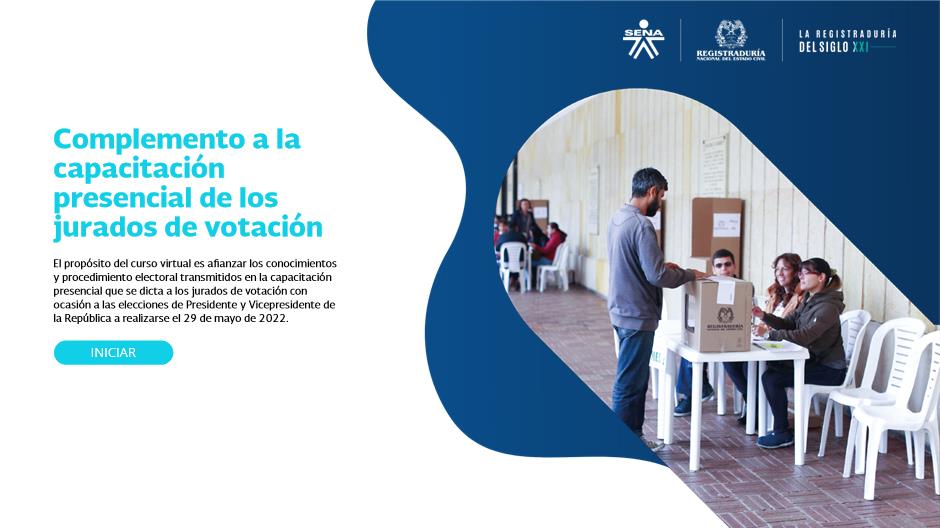 SENA
REGISTRADURÍA
NACIONAL DEL ESTADO CIVIL
LA REGISTRADURÍA
DEL SIGLO XXI
Complemento a la
capacitación
presencial de los
jurados de votación
El propósito del curso virtual es afianzar los conocimientos
y procedimiento electoral transmitidos en la capacitación
presencial que se dicta a los jurados de votación con
ocasión a las elecciones de Presidente y Vicepresidente de
la República a realizarse el 29 de mayo de 2022.
INICIAR
REGISTRADURÍA